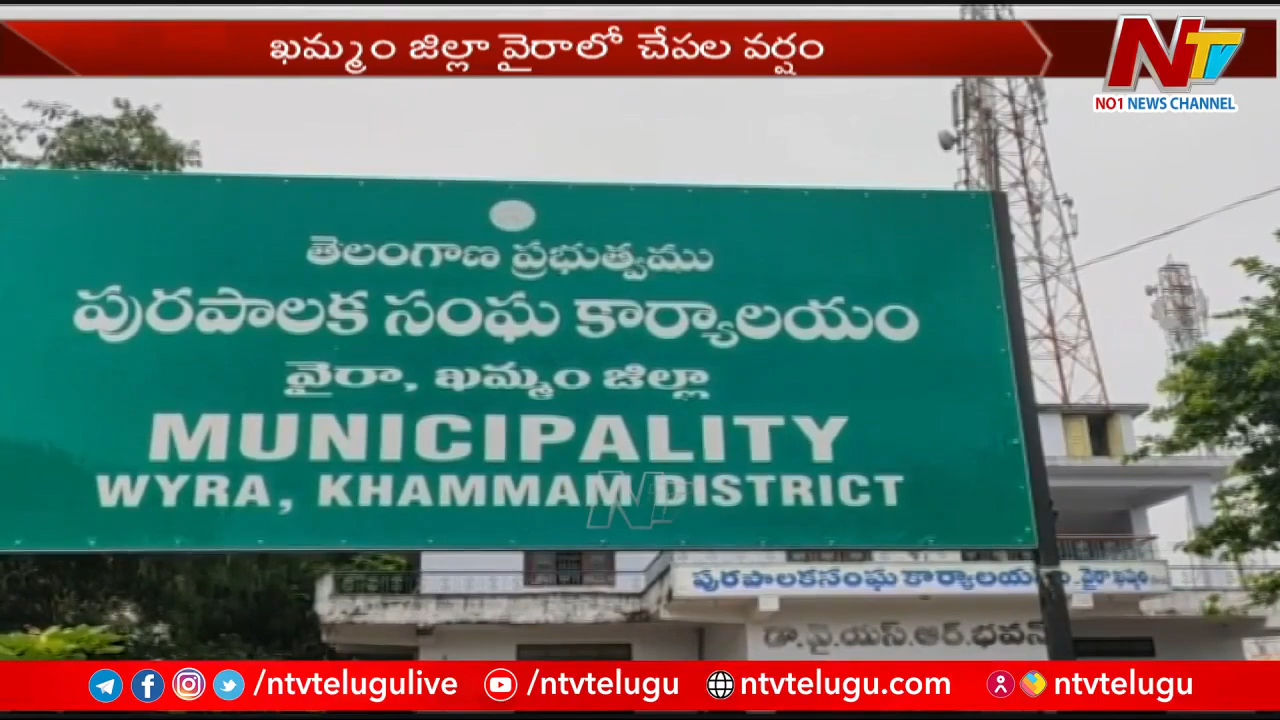 ఖమ్మం జిల్లా వైరాలో చేపల వర్షం
NTV
NO1 NEWS CHANNEL
తెలంగాణ ప్రభుత్వము
పురపాలక సంఘ కార్యాలయం
వైరా, ఖమ్మం జిల్లా
MUNICIPALITY
WYRA, KHAMMAM DISTRICT
పురపాలకసంఘ కార్యాలయం. వైరా
డా.వై.యస్.ఆర్.భవన్
/ntvtelugulive
/ntvtelugu
ntvtelugu.com
ntvtelugu